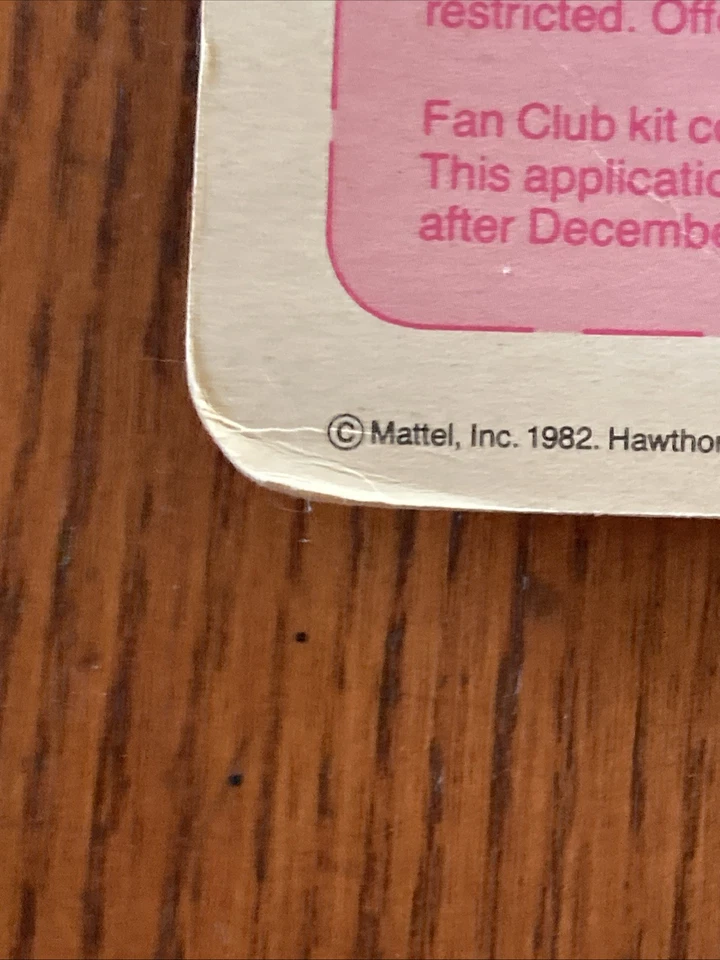 restricted. Off
Fan Club kit c
This applicatio
after Decembe
© Mattel, Inc. 1982. Hawthor